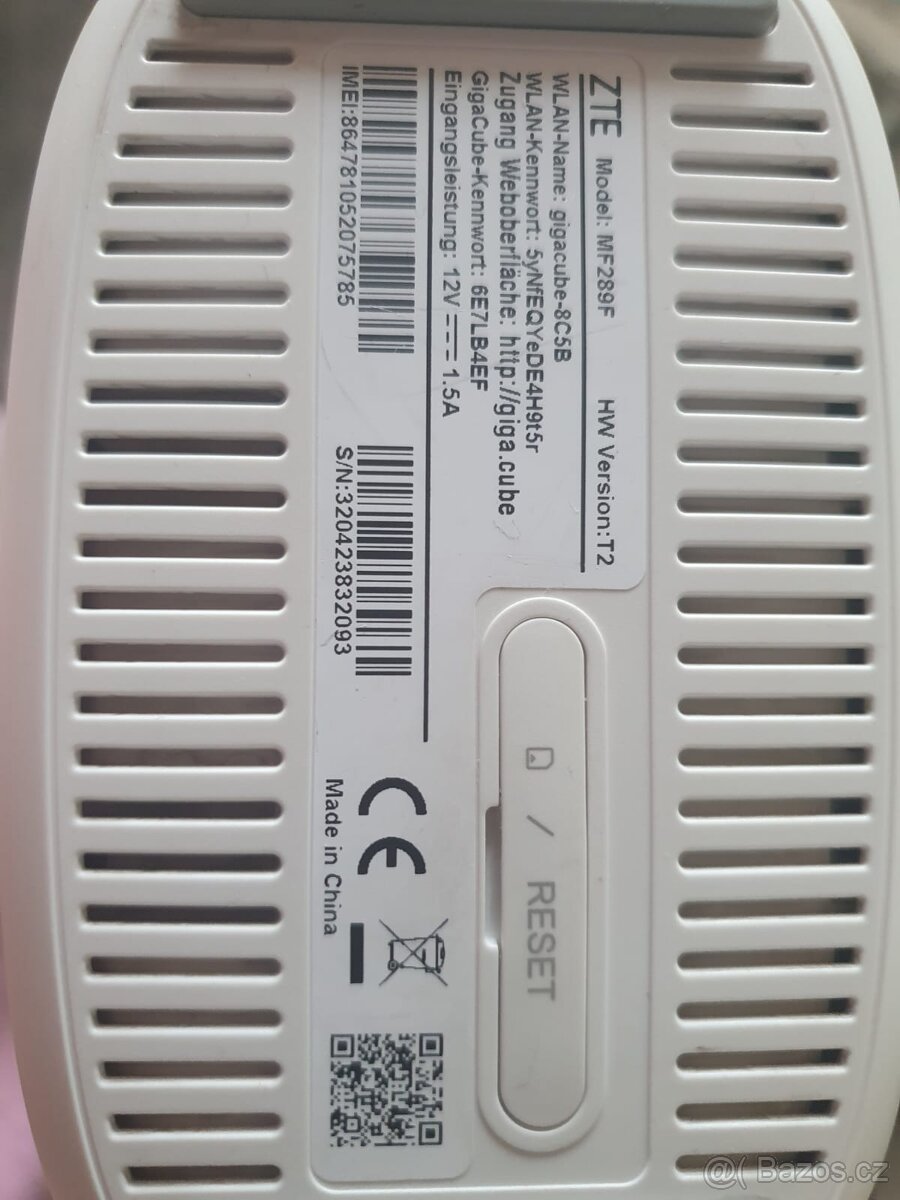 ZTE Model: MF289F HW Version:T2
WLAN-Name: gigacube-8C5B
WLAN-Kennwort: 5yNfEQYeDE4H9t5r
Zugang Weboberfläche: http://giga.cube
GigaCube-Kennwort: 6E7LB4EF
Eingangsleistung: 12V 1.5A
IMEI:864781052075785
S/N:320423832093
CE
Made in China
/ RESET
@( Bazos.cz